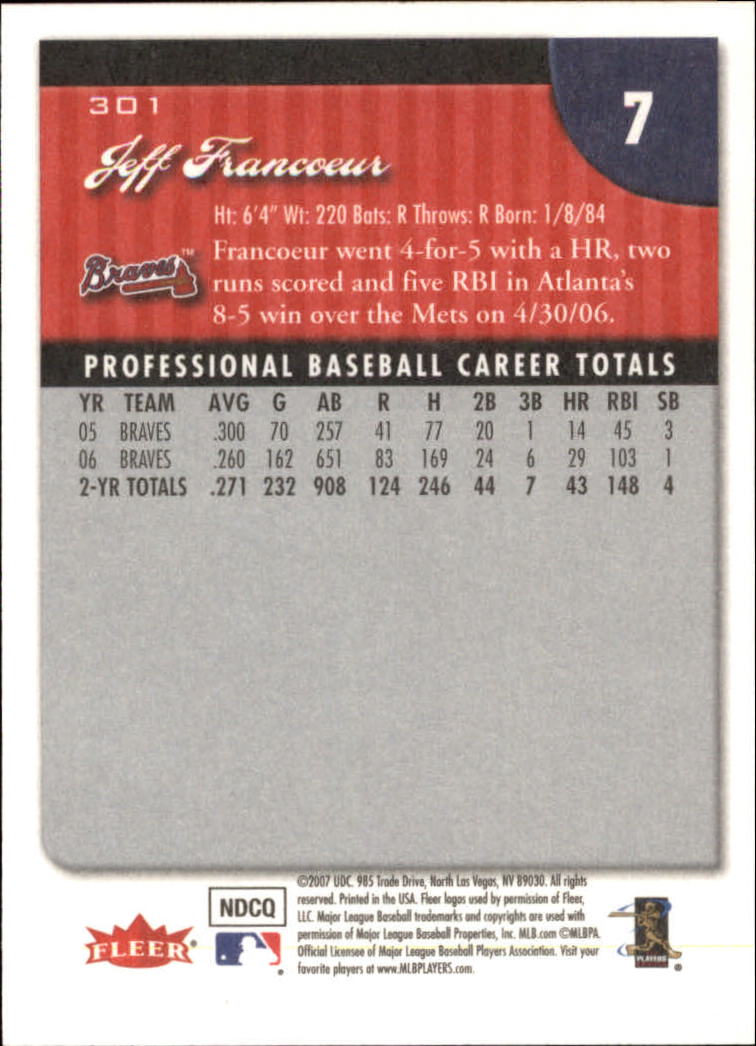 301
7
Jeff Francoeur
Ht: 6'4" Wt: 220 Bats: R Throws: R Born: 1/8/84
Braves™
Francoeur went 4-for-5 with a HR, two
runs scored and five RBI in Atlanta's
8-5 win over the Mets on 4/30/06.
PROFESSIONAL BASEBALL CAREER TOTALS
YR TEAM AVG G AB R H 2B 3B HR RBI SB
05 BRAVES .300 70 257 41 77 20 1 14 45 3
06 BRAVES .260 162 651 83 169 24 6 29 103 1
2-YR TOTALS .271 232 908 124 246 44 7 43 148 4
©2007 UDC. 985 Trade Drive, North Las Vegas, NV 89030. All rights
reserved. Printed in the USA. Fleer logos used by permission of Fleer,
LLC. Major League Baseball trademarks and copyrights are used with
permission of Major League Baseball Properties, Inc. MLB.com ©MLBPA
Official Licensee of Major League Baseball Players Association. Visit your
favorite players at www.MLBPLAYERS.com.
NDCQ
FLEER®
PLAYERS